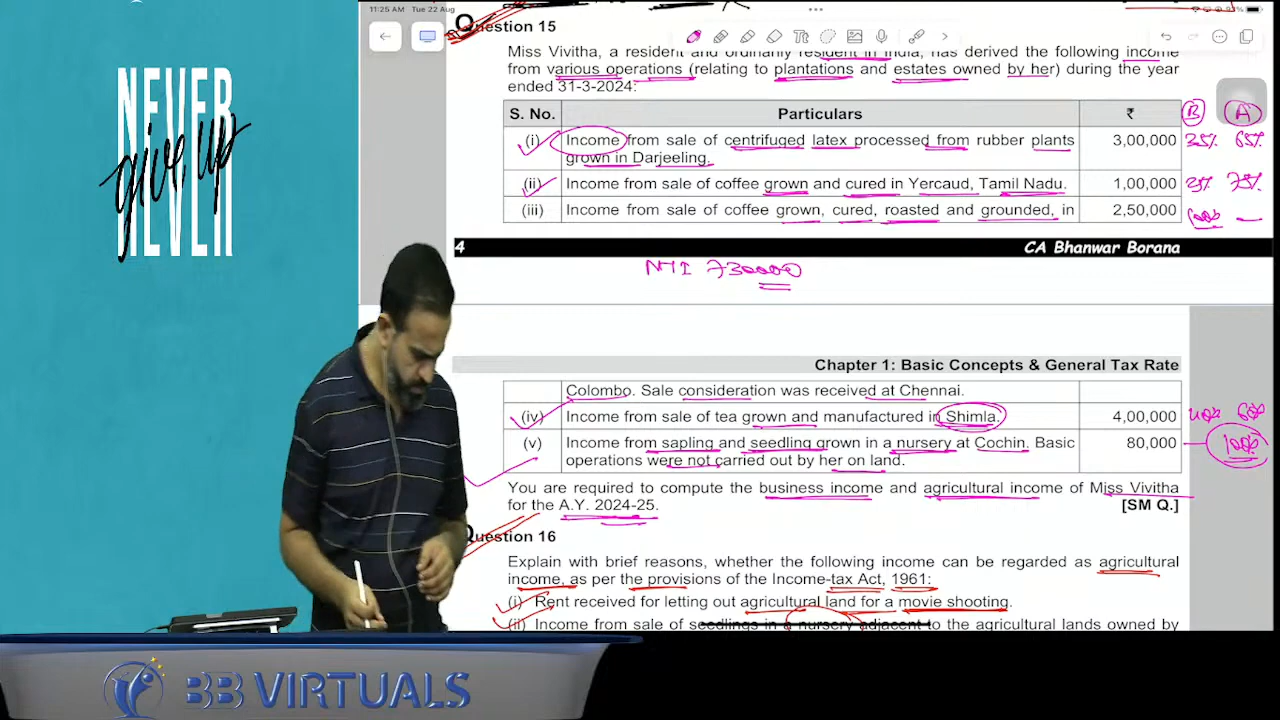 11:25 AM Tue 22 Aug
Question 15
Miss Vivitha, a resident and ordinarily resident in India, has derived the following income
from various operations (relating to plantations and estates owned by her) during the year
ended 31-3-2024:
S. No. Particulars ₹ B A
(i) Income from sale of centrifuged latex processed from rubber plants 3,00,000 35% 65%
grown in Darjeeling.
(ii) Income from sale of coffee grown and cured in Yercaud, Tamil Nadu. 1,00,000 25% 75%
(iii) Income from sale of coffee grown, cured, roasted and grounded, in 2,50,000 100% —
4 CA Bhanwar Borana
730000
Chapter 1: Basic Concepts & General Tax Rate
Colombo. Sale consideration was received at Chennai.
(iv) Income from sale of tea grown and manufactured in Shimla. 4,00,000 40% 60%
(v) Income from sapling and seedling grown in a nursery at Cochin. Basic 80,000 — 100%
operations were not carried out by her on land.
You are required to compute the business income and agricultural income of Miss Vivitha
for the A.Y. 2024-25. [SM Q.]
Question 16
Explain with brief reasons, whether the following income can be regarded as agricultural
income, as per the provisions of the Income-tax Act, 1961:
(i) Rent received for letting out agricultural land for a movie shooting.
(ii) Income from sale of seedlings in a nursery adjacent to the agricultural lands owned by
NEVER
give up
NEVER
BB VIRTUALS